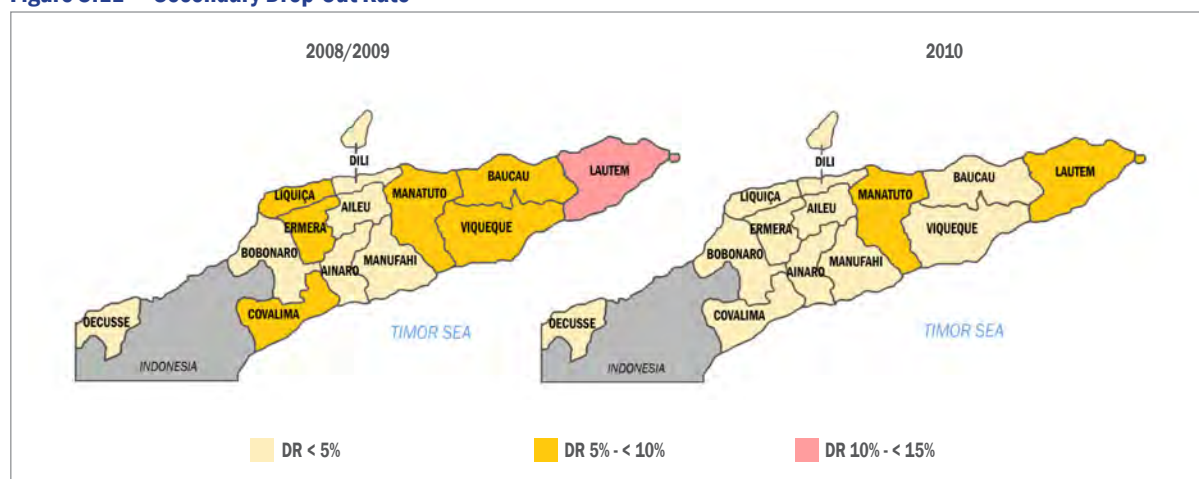 2008/2009
2010
DILI
LIQUIÇA
MANATUTO
BAUCAU
LAUTEM
AILEU
ERMERA
VIQUEQUE
BOBONARO
AINARO
MANUFAHI
COVALIMA
OECUSSE
TIMOR SEA
INDONESIA
DILI
LIQUIÇA
MANATUTO
BAUCAU
LAUTEM
AILEU
ERMERA
VIQUEQUE
BOBONARO
AINARO
MANUFAHI
COVALIMA
OECUSSE
TIMOR SEA
INDONESIA
DR < 5%
DR 5% - < 10%
DR 10% - < 15%